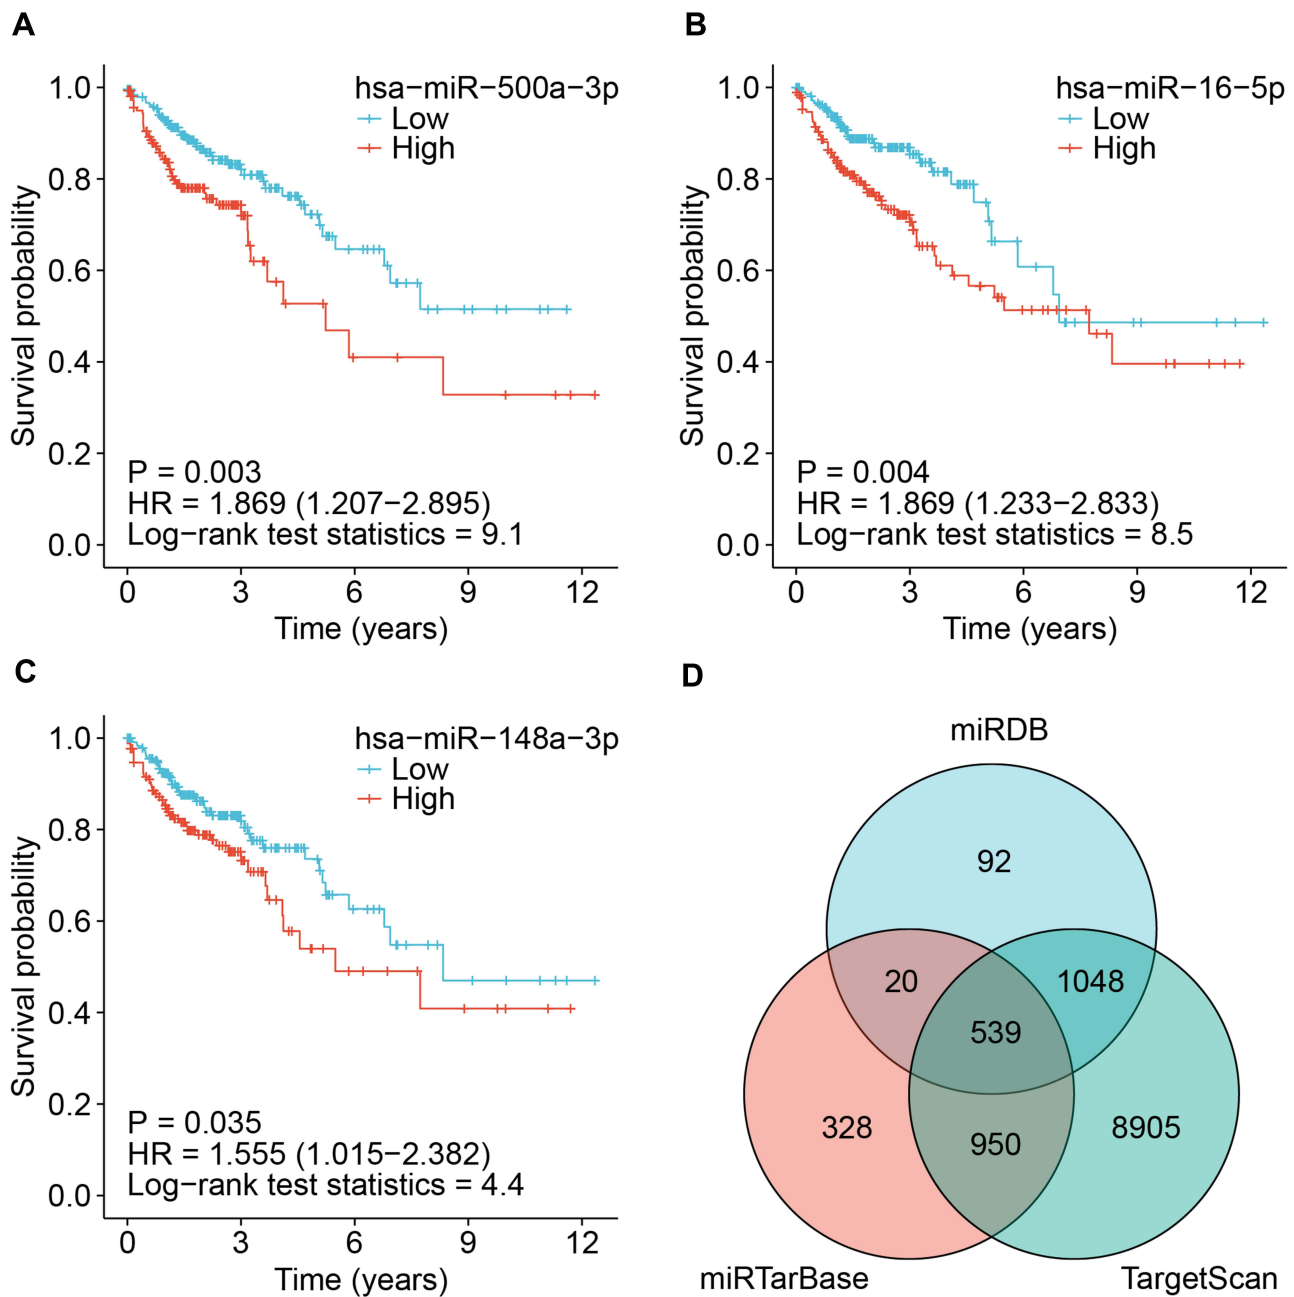 A
hsa−miR−500a−3p
Low
High
1.0
0.8
0.6
0.4
0.2
0.0
Survival probability
P = 0.003
HR = 1.869 (1.207−2.895)
Log−rank test statistics = 9.1
0 3 6 9 12
Time (years)
B
hsa−miR−16−5p
Low
High
1.0
0.8
0.6
0.4
0.2
0.0
Survival probability
P = 0.004
HR = 1.869 (1.233−2.833)
Log−rank test statistics = 8.5
0 3 6 9 12
Time (years)
C
hsa−miR−148a−3p
Low
High
1.0
0.8
0.6
0.4
0.2
0.0
Survival probability
P = 0.035
HR = 1.555 (1.015−2.382)
Log−rank test statistics = 4.4
0 3 6 9 12
Time (years)
D
miRDB
92
20 1048
539
328 950 8905
miRTarBase TargetScan